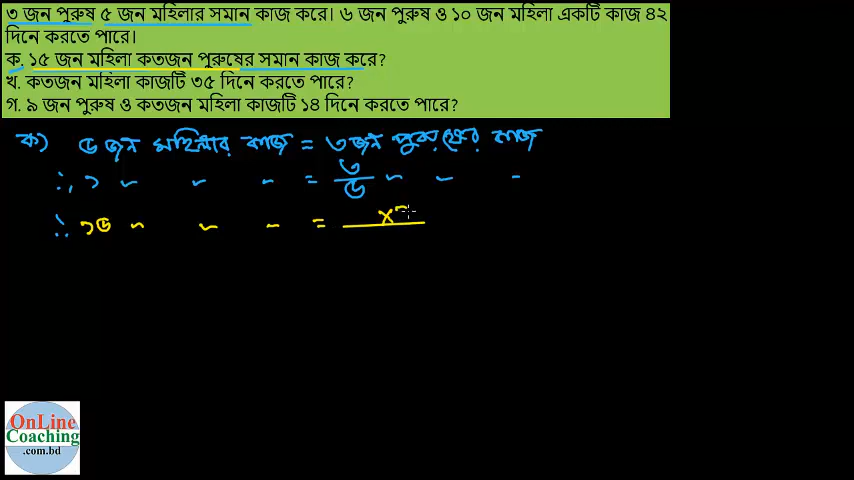 ৩ জন পুরুষ ৫ জন মহিলার সমান কাজ করে। ৬ জন পুরুষ ও ১০ জন মহিলা একটি কাজ ৪২
দিনে করতে পারে।
ক. ১৫ জন মহিলা কতজন পুরুষের সমান কাজ করে?
খ. কতজন মহিলা কাজটি ৩৫ দিনে করতে পারে?
গ. ৯ জন পুরুষ ও কতজন মহিলা কাজটি ১৪ দিনে করতে পারে?
ক) ৫ জন মহিলার কাজ = ৩ জন পুরুষের কাজ
∴ ১ " " " = ৩/৫ " " "
∴ ১৫ " " " = ×
OnLine
Coaching
.com.bd